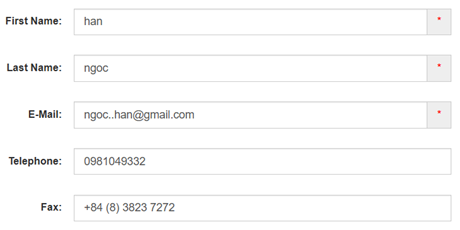 First Name: han *
Last Name: ngoc *
E-Mail: ngoc..han@gmail.com *
Telephone: 0981049332
Fax: +84 (8) 3823 7272